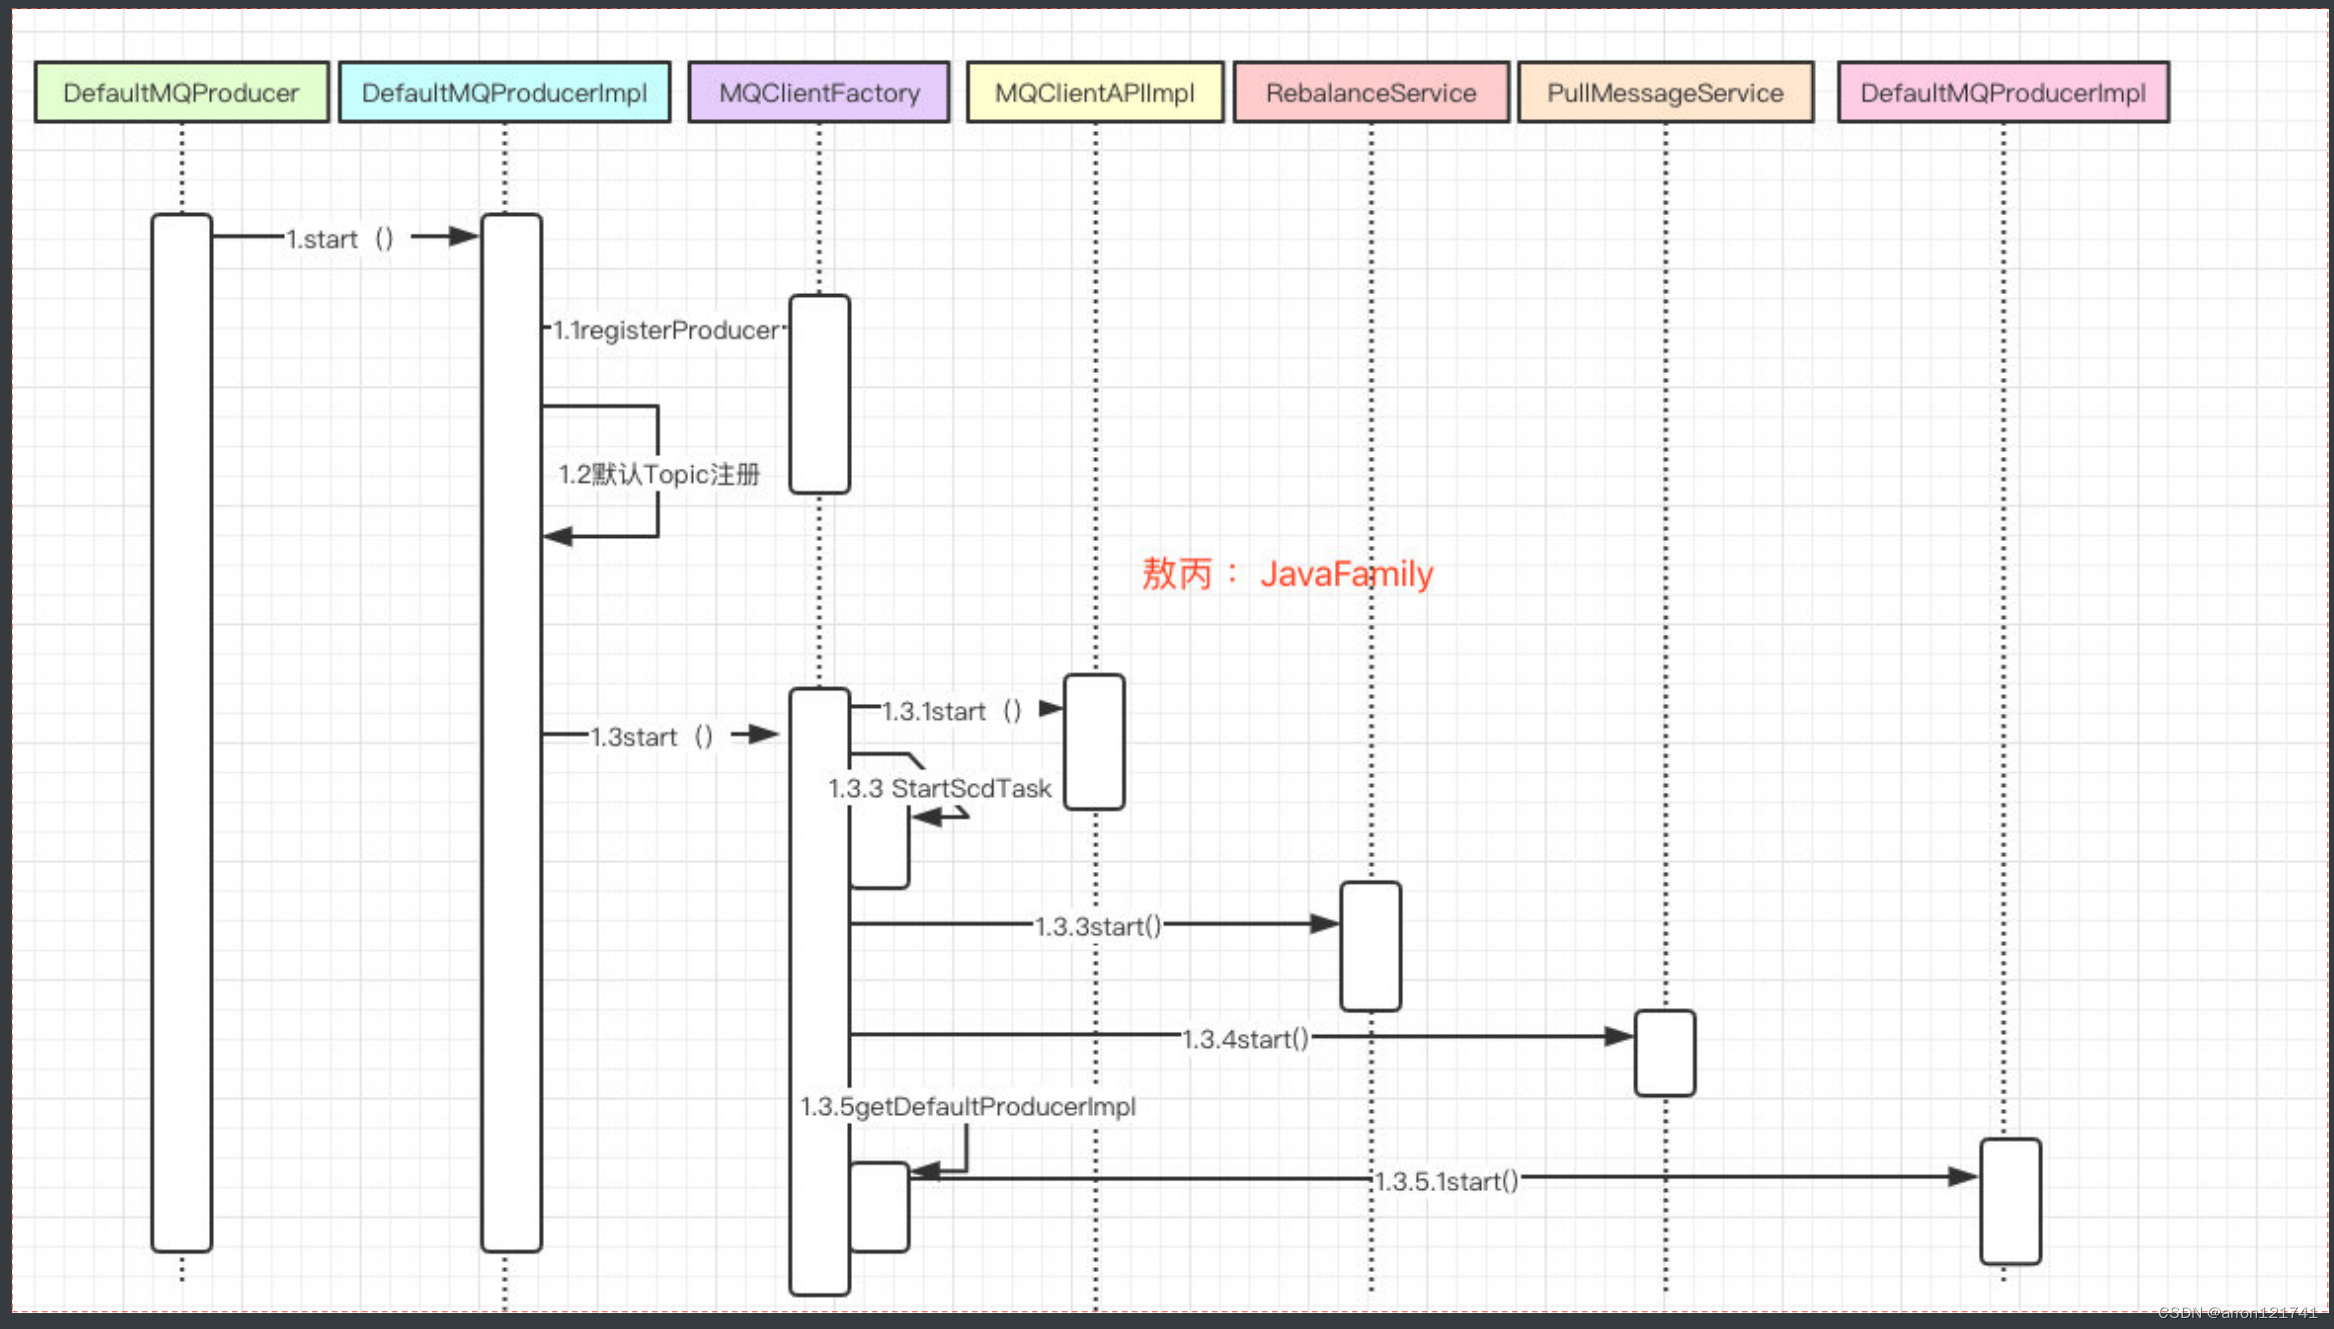 DefaultMQProducer
DefaultMQProducerImpl
MQClientFactory
MQClientAPIImpl
RebalanceService
PullMessageService
DefaultMQProducerImpl
1.start（）
1.1registerProducer
1.2默认Topic注册
敖丙： JavaFamily
1.3.1start（）
1.3start（）
1.3.3 StartScdTask
1.3.3start()
1.3.4start()
1.3.5getDefaultProducerImpl
1.3.5.1start()
CSDN @arron121741